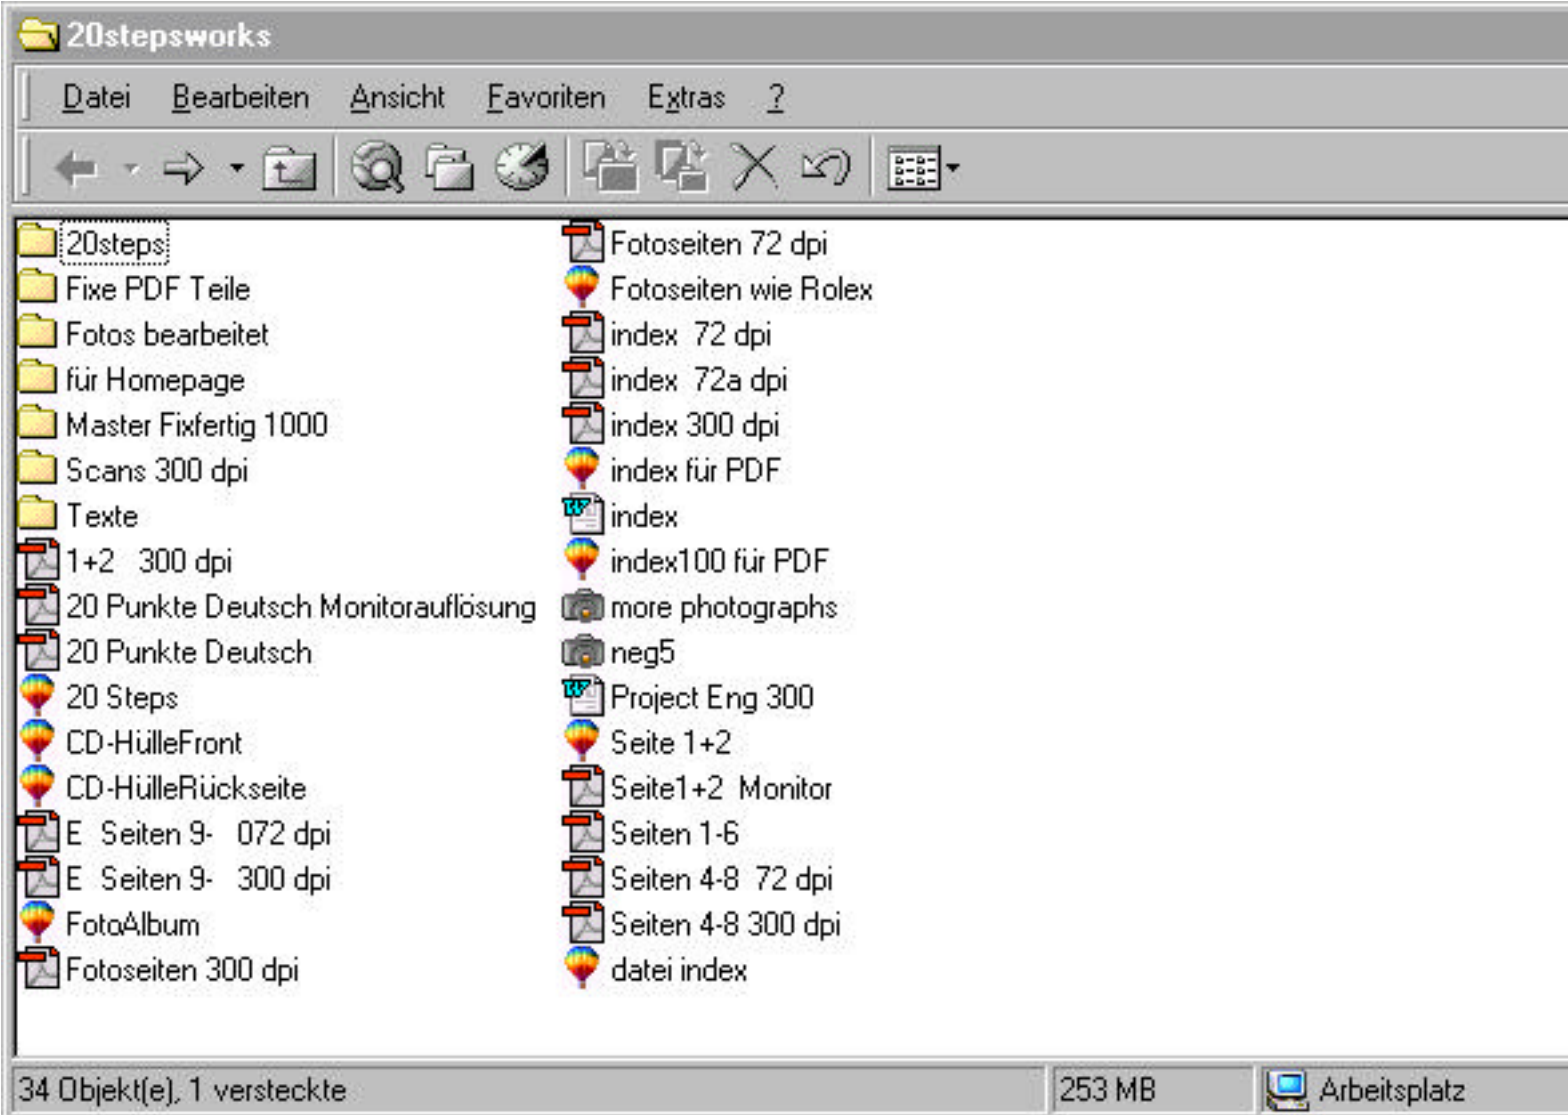 20stepsworks
Datei Bearbeiten Ansicht Favoriten Extras ?
20steps
Fixe PDF Teile
Fotos bearbeitet
für Homepage
Master Fixfertig 1000
Scans 300 dpi
Texte
1+2 300 dpi
20 Punkte Deutsch Monitorauflösung
20 Punkte Deutsch
20 Steps
CD-HülleFront
CD-HülleRückseite
E Seiten 9- 072 dpi
E Seiten 9- 300 dpi
FotoAlbum
Fotoseiten 300 dpi
Fotoseiten 72 dpi
Fotoseiten wie Rolex
index 72 dpi
index 72a dpi
index 300 dpi
index für PDF
index
index100 für PDF
more photographs
neg5
Project Eng 300
Seite 1+2
Seite1+2 Monitor
Seiten 1-6
Seiten 4-8 72 dpi
Seiten 4-8 300 dpi
datei index
34 Objekt(e), 1 versteckte
253 MB
Arbeitsplatz